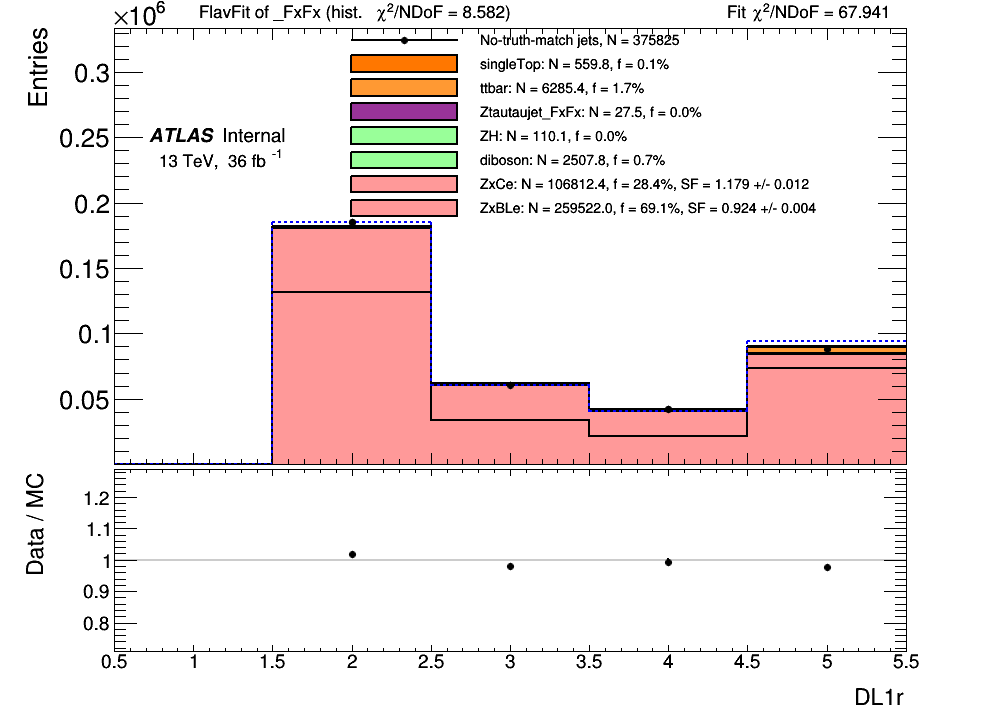 ×10⁶ FlavFit of _FxFx (hist. χ²/NDoF = 8.582) Fit χ²/NDoF = 67.941
Entries
No-truth-match jets, N = 375825
singleTop: N = 559.8, f = 0.1%
ttbar: N = 6285.4, f = 1.7%
Ztautaujet_FxFx: N = 27.5, f = 0.0%
ZH: N = 110.1, f = 0.0%
diboson: N = 2507.8, f = 0.7%
ZxCe: N = 106812.4, f = 28.4%, SF = 1.179 +/- 0.012
ZxBLe: N = 259522.0, f = 69.1%, SF = 0.924 +/- 0.004
ATLAS Internal
13 TeV, 36 fb ⁻¹
0.3
0.25
0.2
0.15
0.1
0.05
Data / MC
1.2
1.1
1
0.9
0.8
0.5 1 1.5 2 2.5 3 3.5 4 4.5 5 5.5
DL1r